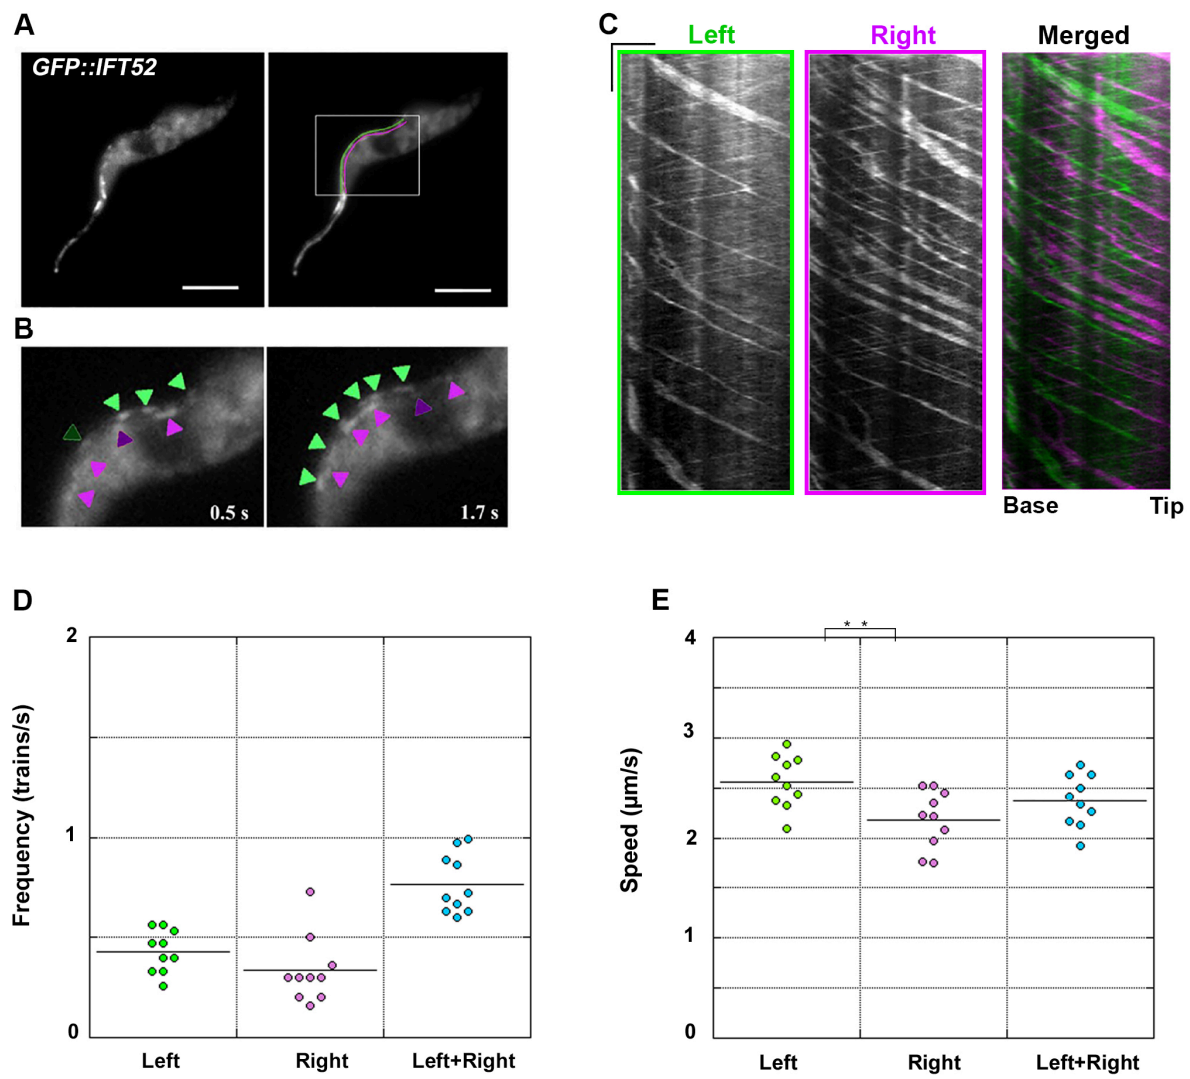 A
GFP::IFT52
B
0.5 s
1.7 s
C
Left
Right
Merged
Base
Tip
D
Frequency (trains/s)
2
1
0
Left
Right
Left+Right
E
Speed (µm/s)
* *
4
3
2
1
0
Left
Right
Left+Right